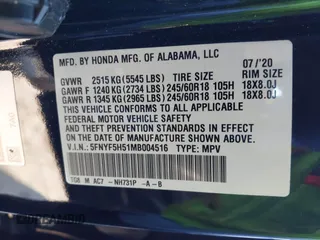 MFD. BY HONDA MFG. OF ALABAMA, LLC 07/'20
GVWR 2515 KG (5545 LBS) TIRE SIZE RIM SIZE
GAWR F 1240 KG (2734 LBS) 245/60R18 105H 18X8.0J
GAWR R 1345 KG (2965 LBS) 245/60R18 105H 18X8.0J
THIS VEHICLE CONFORMS TO ALL APPLICABLE
FEDERAL MOTOR VEHICLE SAFETY STANDARDS IN EFFECT
ON THE DATE OF MANUFACTURE SHOWN ABOVE.
V.I.N.: 5FNYF5H51MB004516 TYPE: MPV
TG8 M AC7 -NH731P -A -B